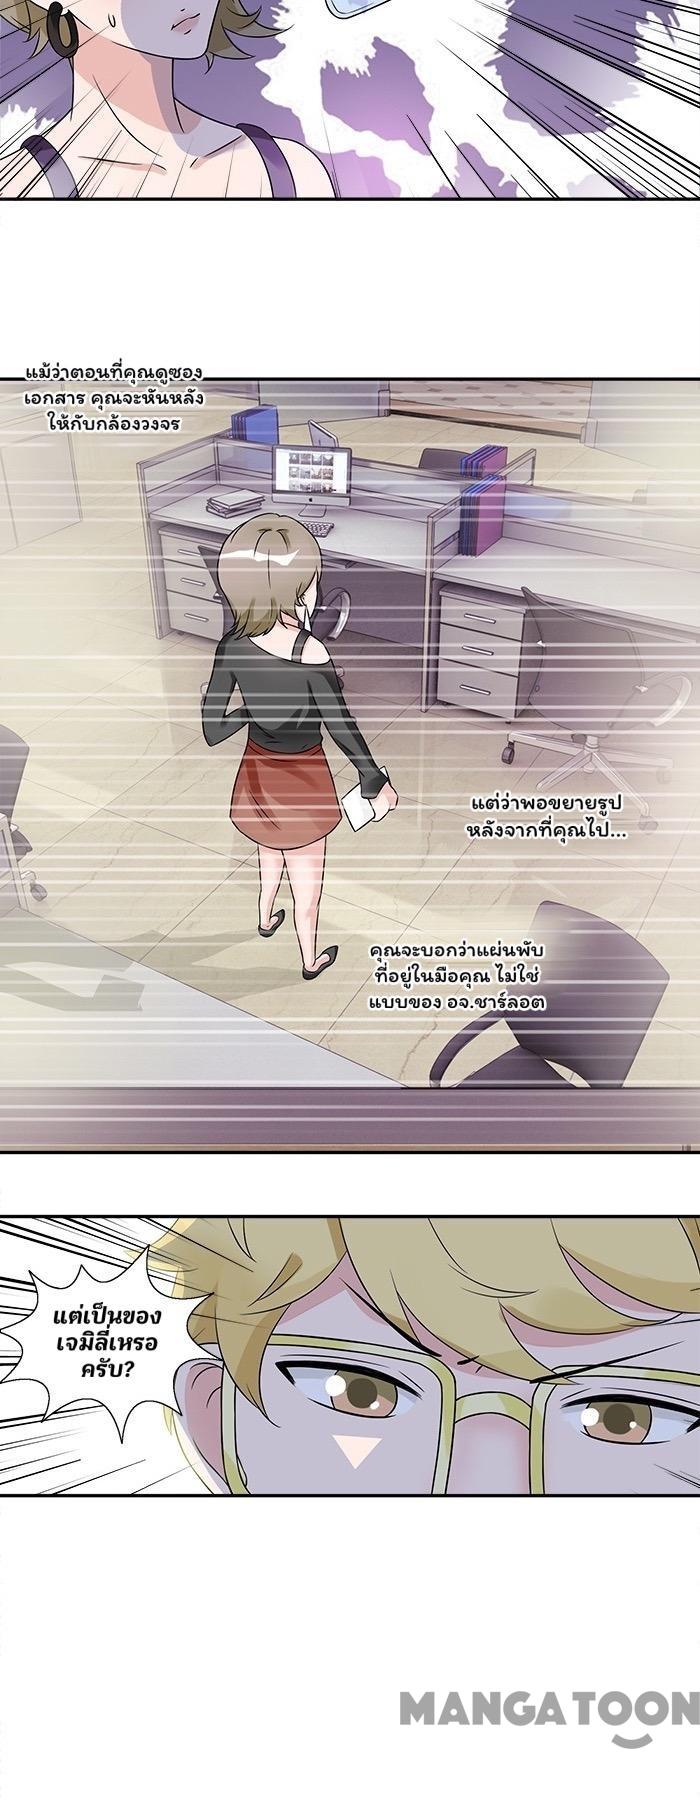 แม้ว่าตอนที่คุณดูซอง
เอกสาร คุณจะหันหลัง
ให้กับกล้องวงจร
แต่ว่าพอขยายรูป
หลังจากที่คุณไป...
คุณจะบอกว่าแผ่นพับ
ที่อยู่ในมือคุณ ไม่ใช่
แบบของ อจ.ชาร์ลอต
แต่เป็นของ
เจมิลี่เหรอ
ครับ?
MANGATOON